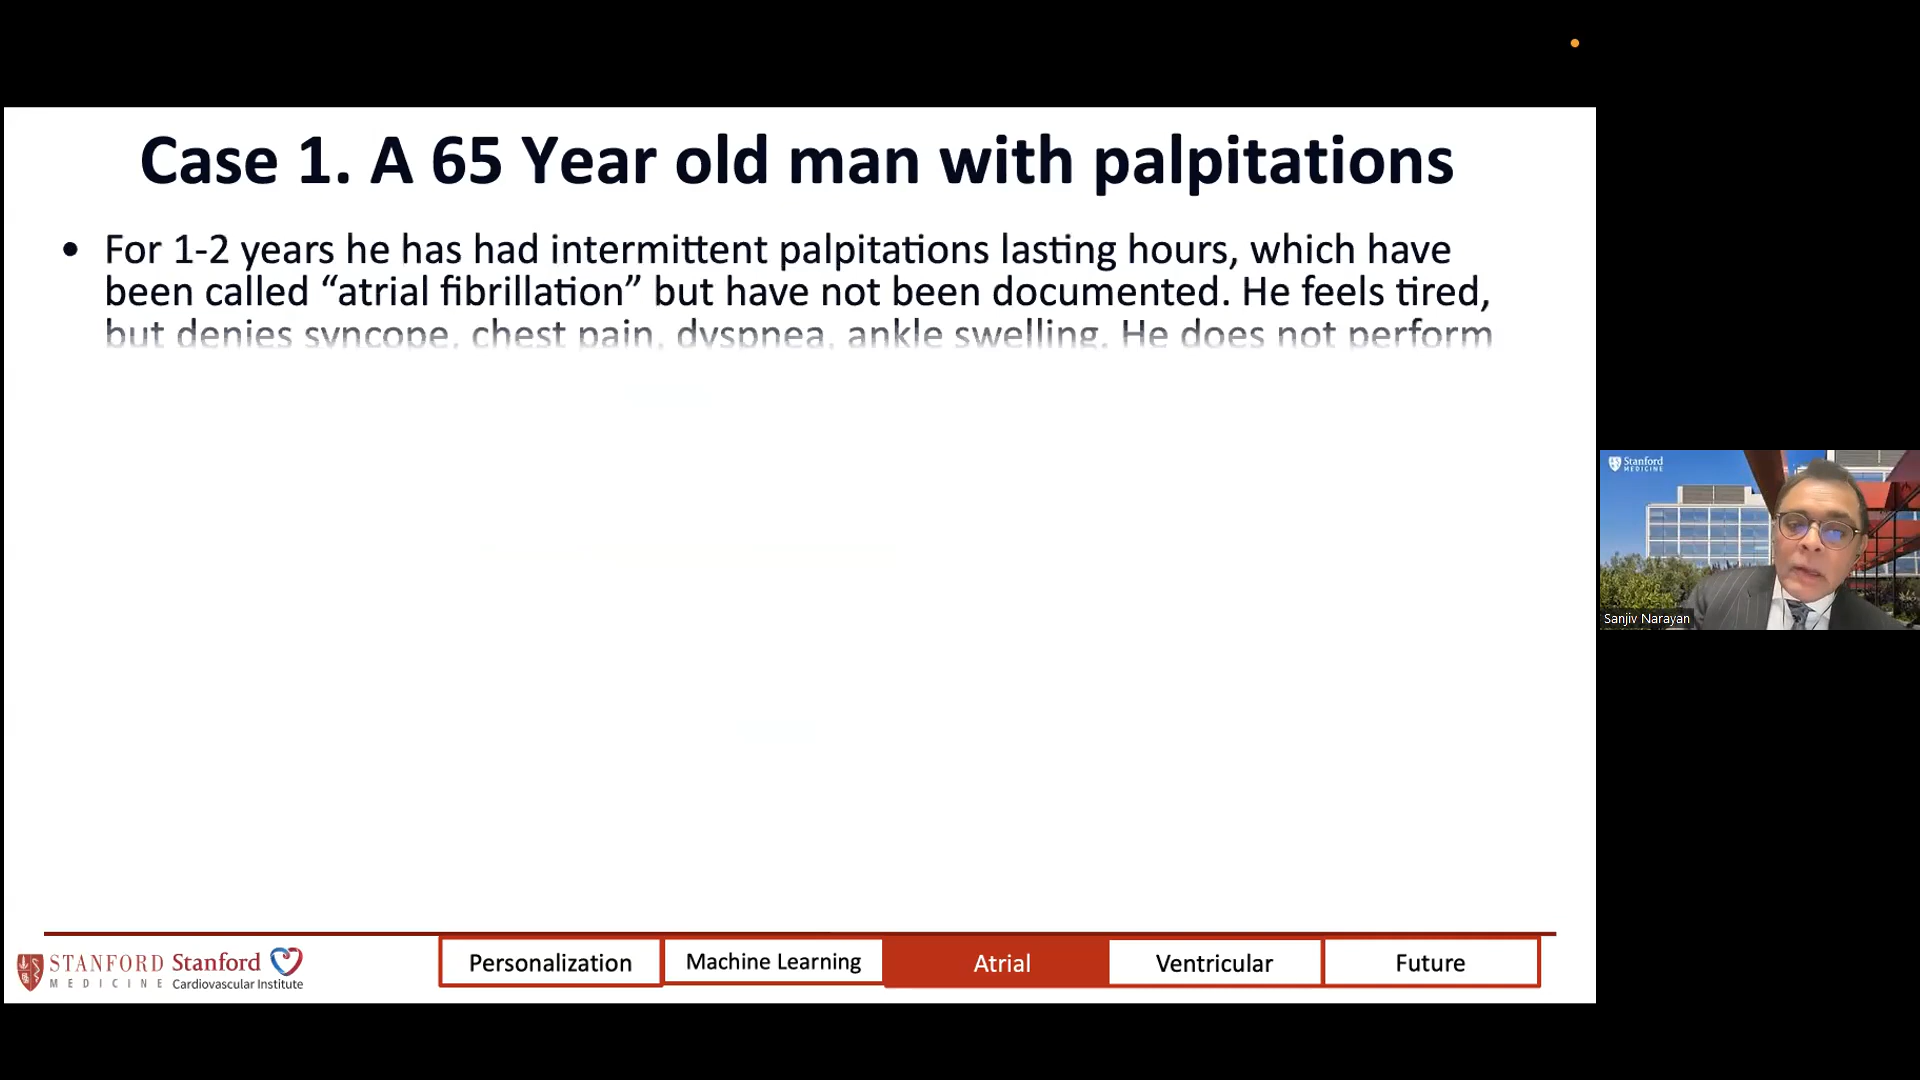 Case 1. A 65 Year old man with palpitations
• For 1-2 years he has had intermittent palpitations lasting hours, which have
been called “atrial fibrillation” but have not been documented. He feels tired,
but denies syncope, chest pain, dyspnea, ankle swelling. He does not perform
Stanford
MEDICINE
Sanjiv Narayan
STANFORD
MEDICINE
Stanford
Cardiovascular Institute
Personalization
Machine Learning
Atrial
Ventricular
Future